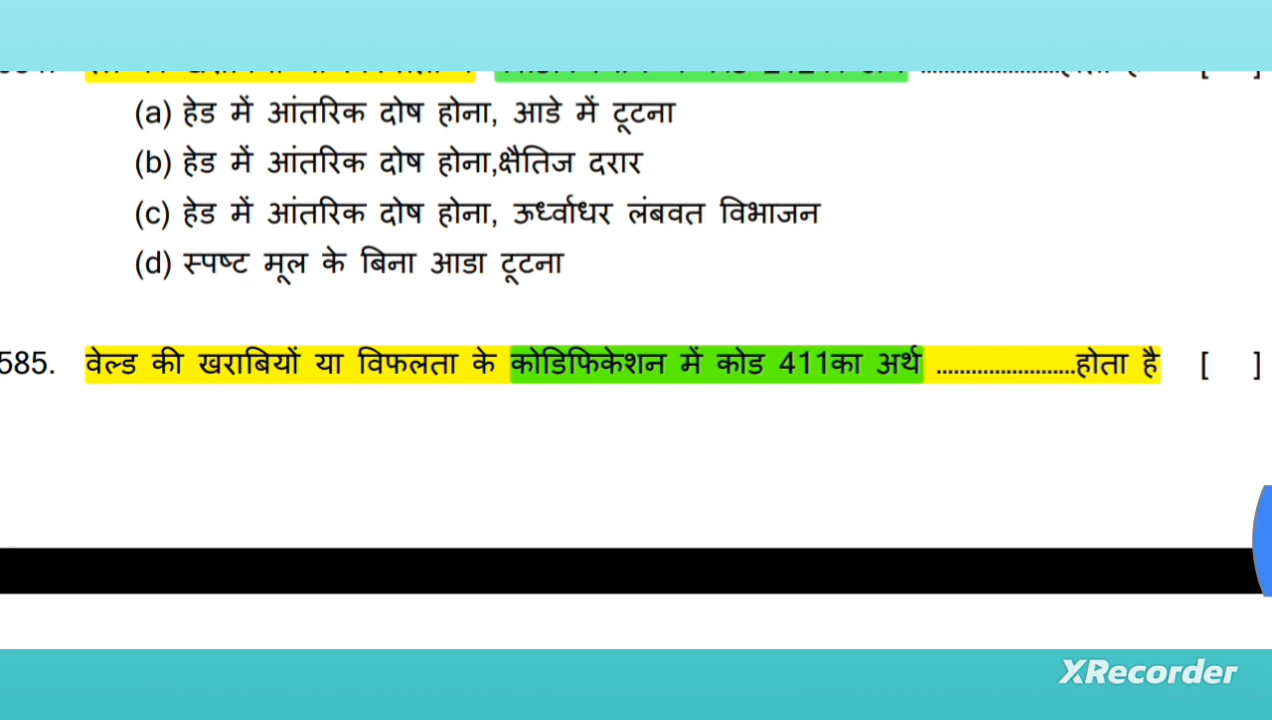 (a) हेड में आंतरिक दोष होना, आडे में टूटना
(b) हेड में आंतरिक दोष होना,क्षैतिज दरार
(c) हेड में आंतरिक दोष होना, ऊर्ध्वाधर लंबवत विभाजन
(d) स्पष्ट मूल के बिना आडा टूटना
585. वेल्ड की खराबियों या विफलता के कोडिफिकेशन में कोड 411का अर्थ ........................होता है [ ]
XRecorder